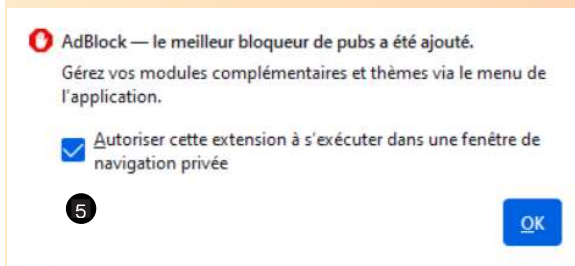 AdBlock — le meilleur bloqueur de pubs a été ajouté.
Gérez vos modules complémentaires et thèmes via le menu de
l'application.
Autoriser cette extension à s'exécuter dans une fenêtre de
navigation privée
5
OK